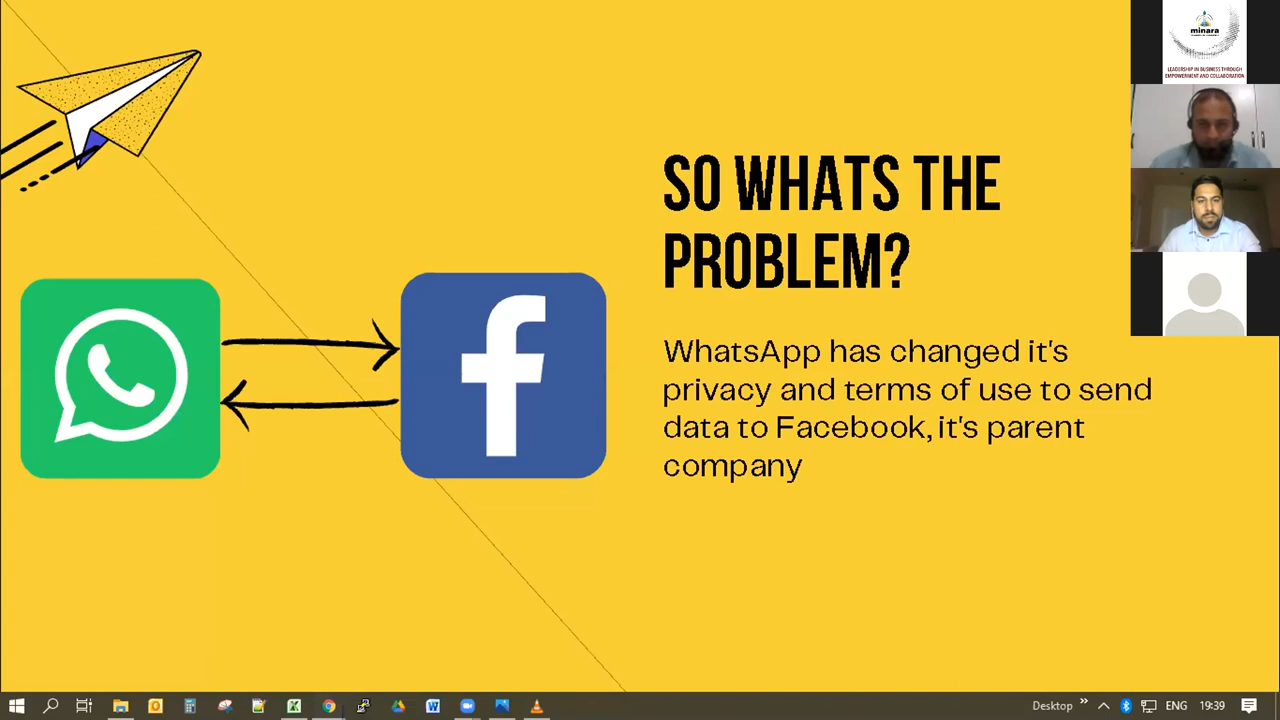 SO WHATS THE
PROBLEM?
WhatsApp has changed it's
privacy and terms of use to send
data to Facebook, it's parent
company
minara
LEADERSHIP IN BUSINESS THROUGH
EMPOWERMENT AND COLLABORATION
Desktop
ENG
19:39